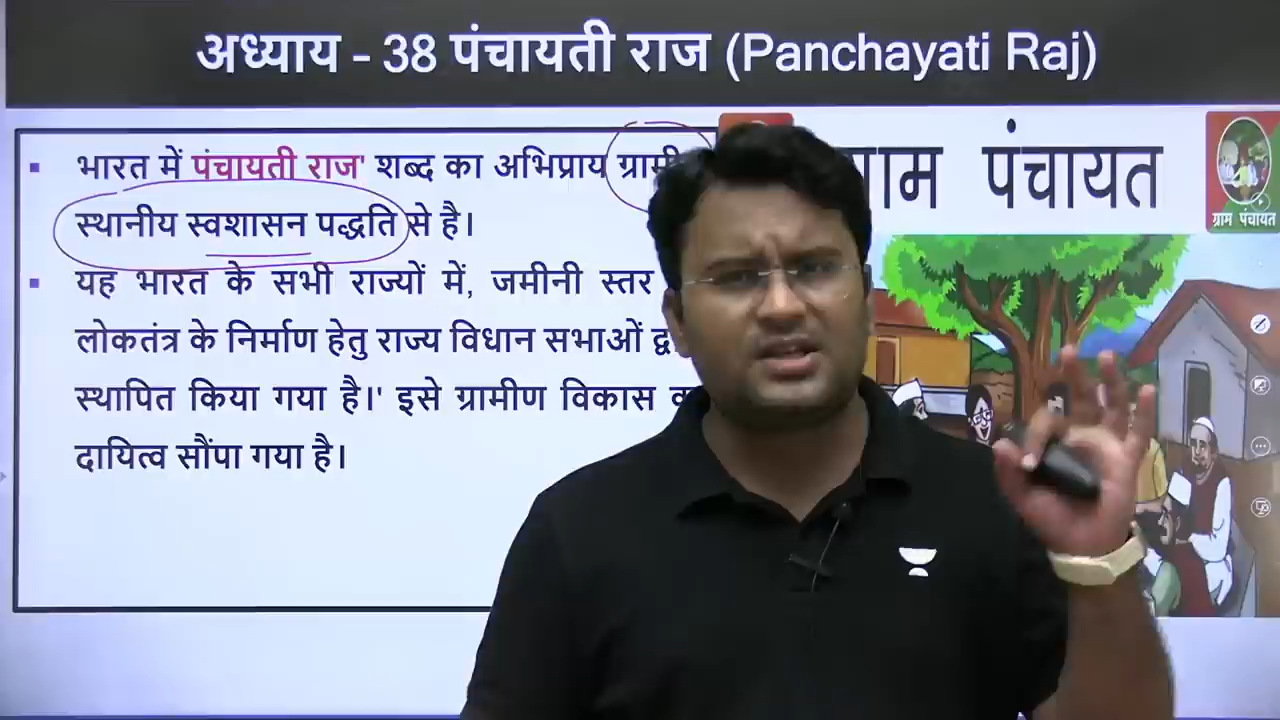 अध्याय - 38 पंचायती राज (Panchayati Raj)
भारत में पंचायती राज' शब्द का अभिप्राय
स्थानीय स्वशासन पद्धति से है।
यह भारत के सभी राज्यों में, जमीनी स्तर
लोकतंत्र के निर्माण हेतु राज्य विधान सभाओं
स्थापित किया गया है।' इसे ग्रामीण विकास
दायित्व सौंपा गया है।
पंचायत
ग्राम पंचायत